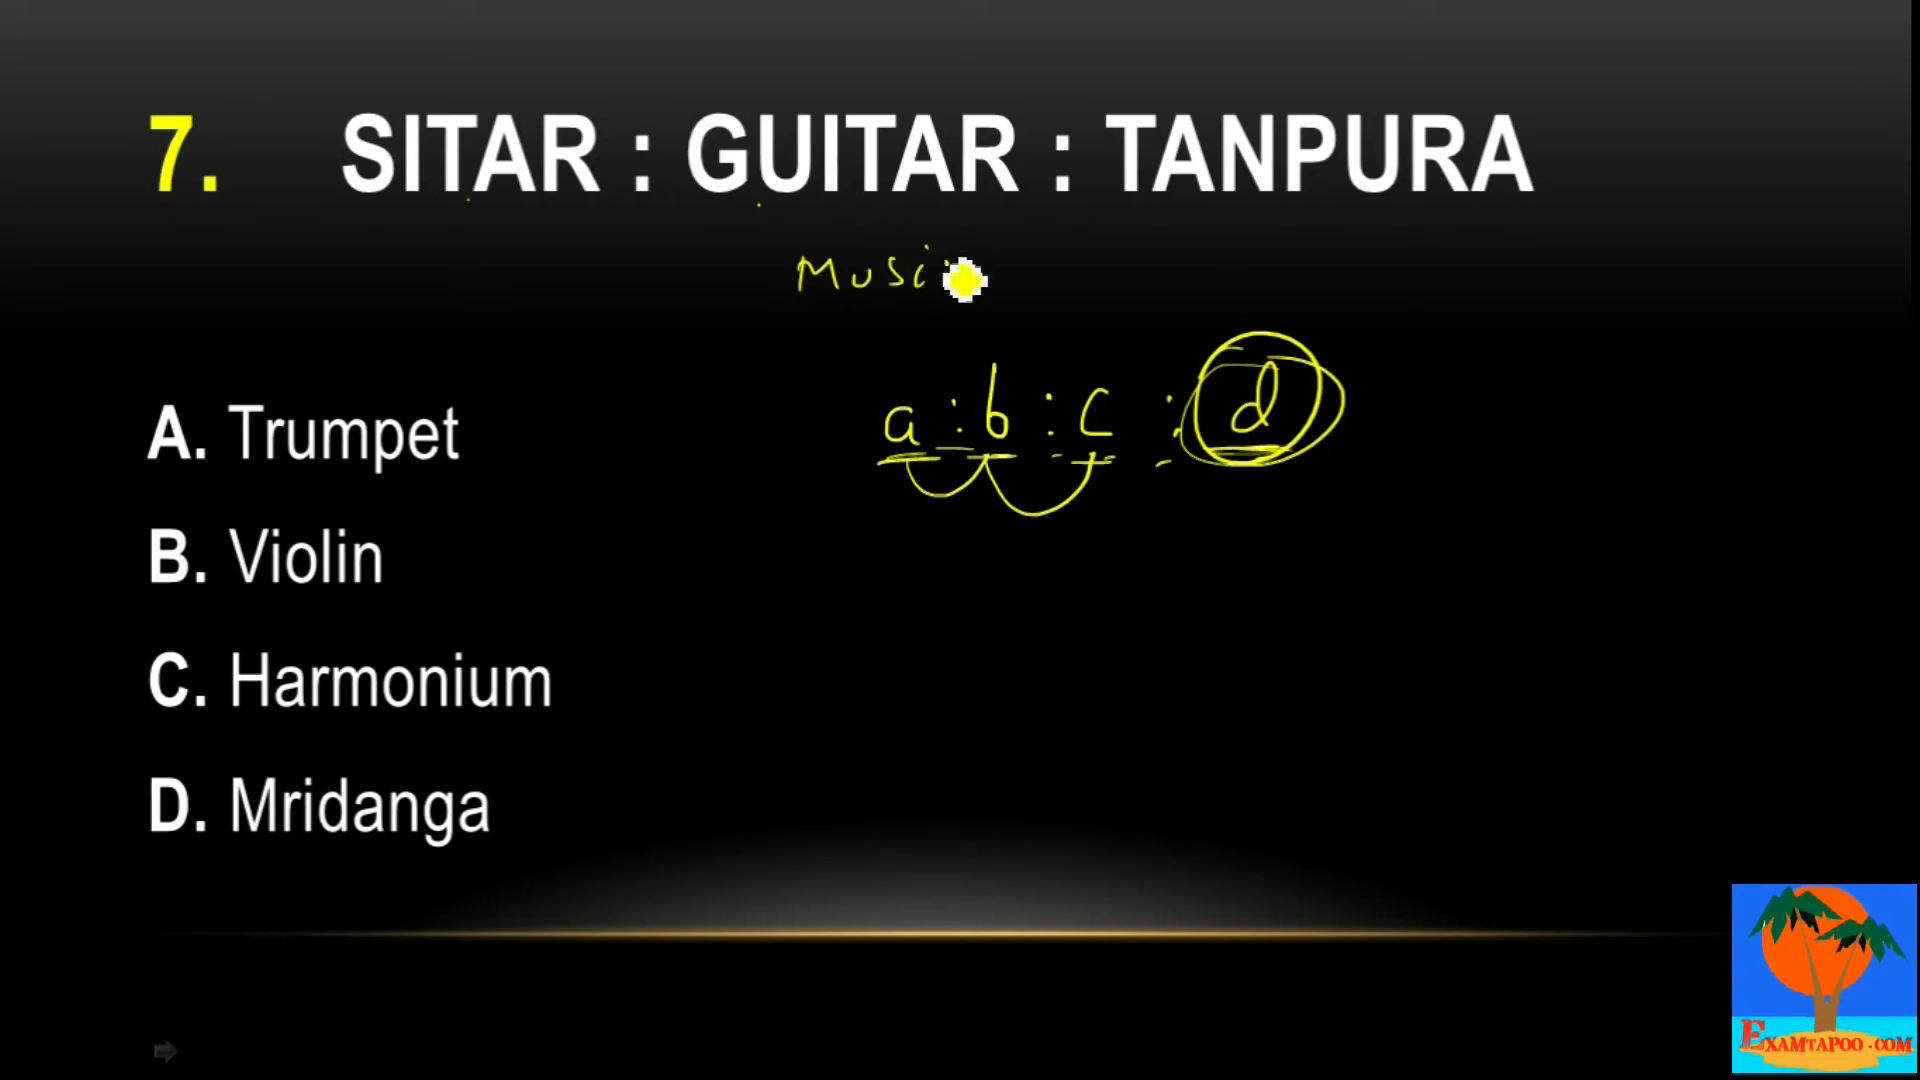 7. SITAR : GUITAR : TANPURA
Musi
a : b : c : d
A. Trumpet
B. Violin
C. Harmonium
D. Mridanga
EXAMTAPOO.COM